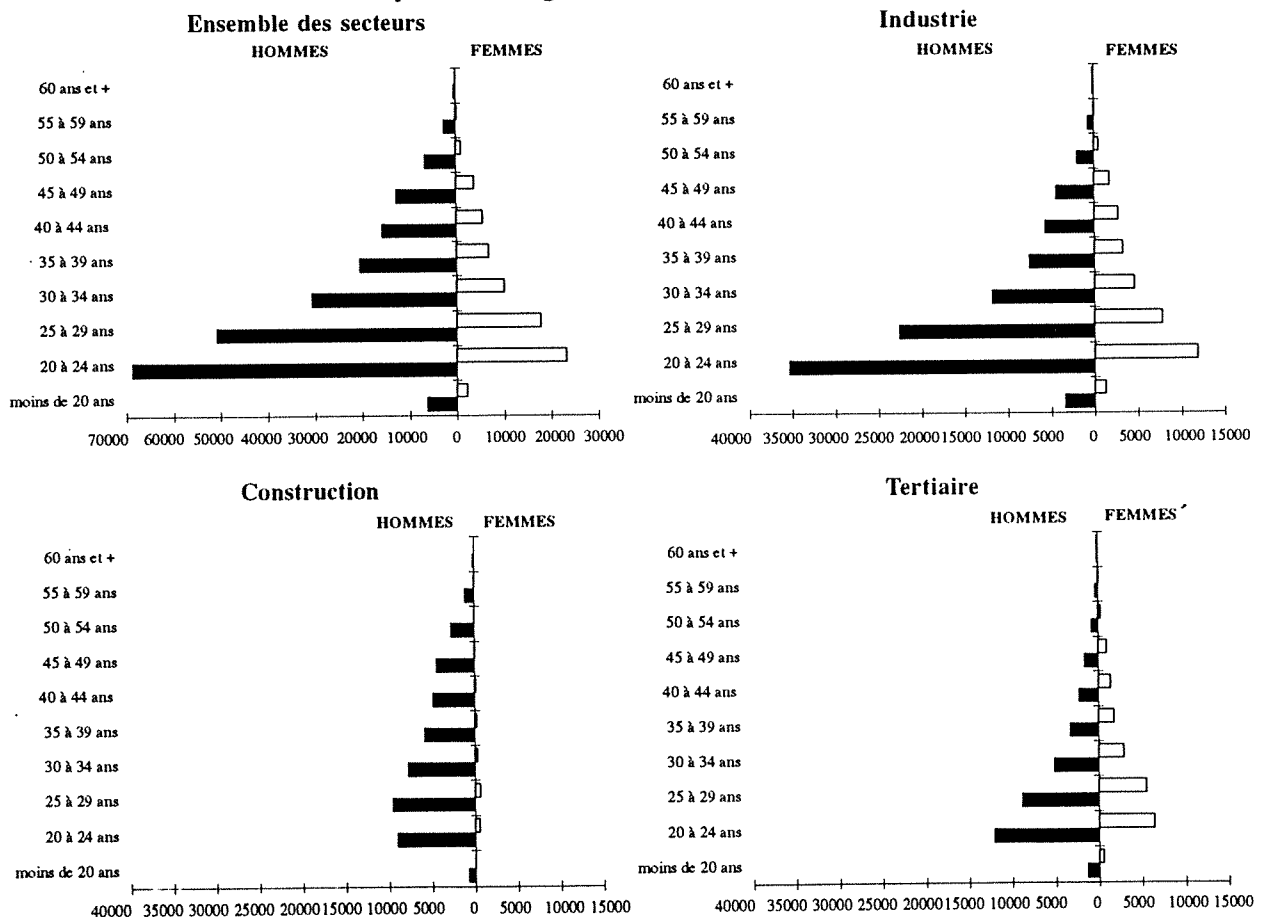 Ensemble des secteurs
HOMMES FEMMES
60 ans et +
55 à 59 ans
50 à 54 ans
45 à 49 ans
40 à 44 ans
35 à 39 ans
30 à 34 ans
25 à 29 ans
20 à 24 ans
moins de 20 ans
70000 60000 50000 40000 30000 20000 10000 0 10000 20000 30000
Industrie
HOMMES FEMMES
60 ans et +
55 à 59 ans
50 à 54 ans
45 à 49 ans
40 à 44 ans
35 à 39 ans
30 à 34 ans
25 à 29 ans
20 à 24 ans
moins de 20 ans
40000 35000 30000 25000 20000 15000 10000 5000 0 5000 10000 15000
Construction
HOMMES FEMMES
60 ans et +
55 à 59 ans
50 à 54 ans
45 à 49 ans
40 à 44 ans
35 à 39 ans
30 à 34 ans
25 à 29 ans
20 à 24 ans
moins de 20 ans
40000 35000 30000 25000 20000 15000 10000 5000 0 5000 10000 15000
Tertiaire
HOMMES FEMMES
60 ans et +
55 à 59 ans
50 à 54 ans
45 à 49 ans
40 à 44 ans
35 à 39 ans
30 à 34 ans
25 à 29 ans
20 à 24 ans
moins de 20 ans
40000 35000 30000 25000 20000 15000 10000 5000 0 5000 10000 15000